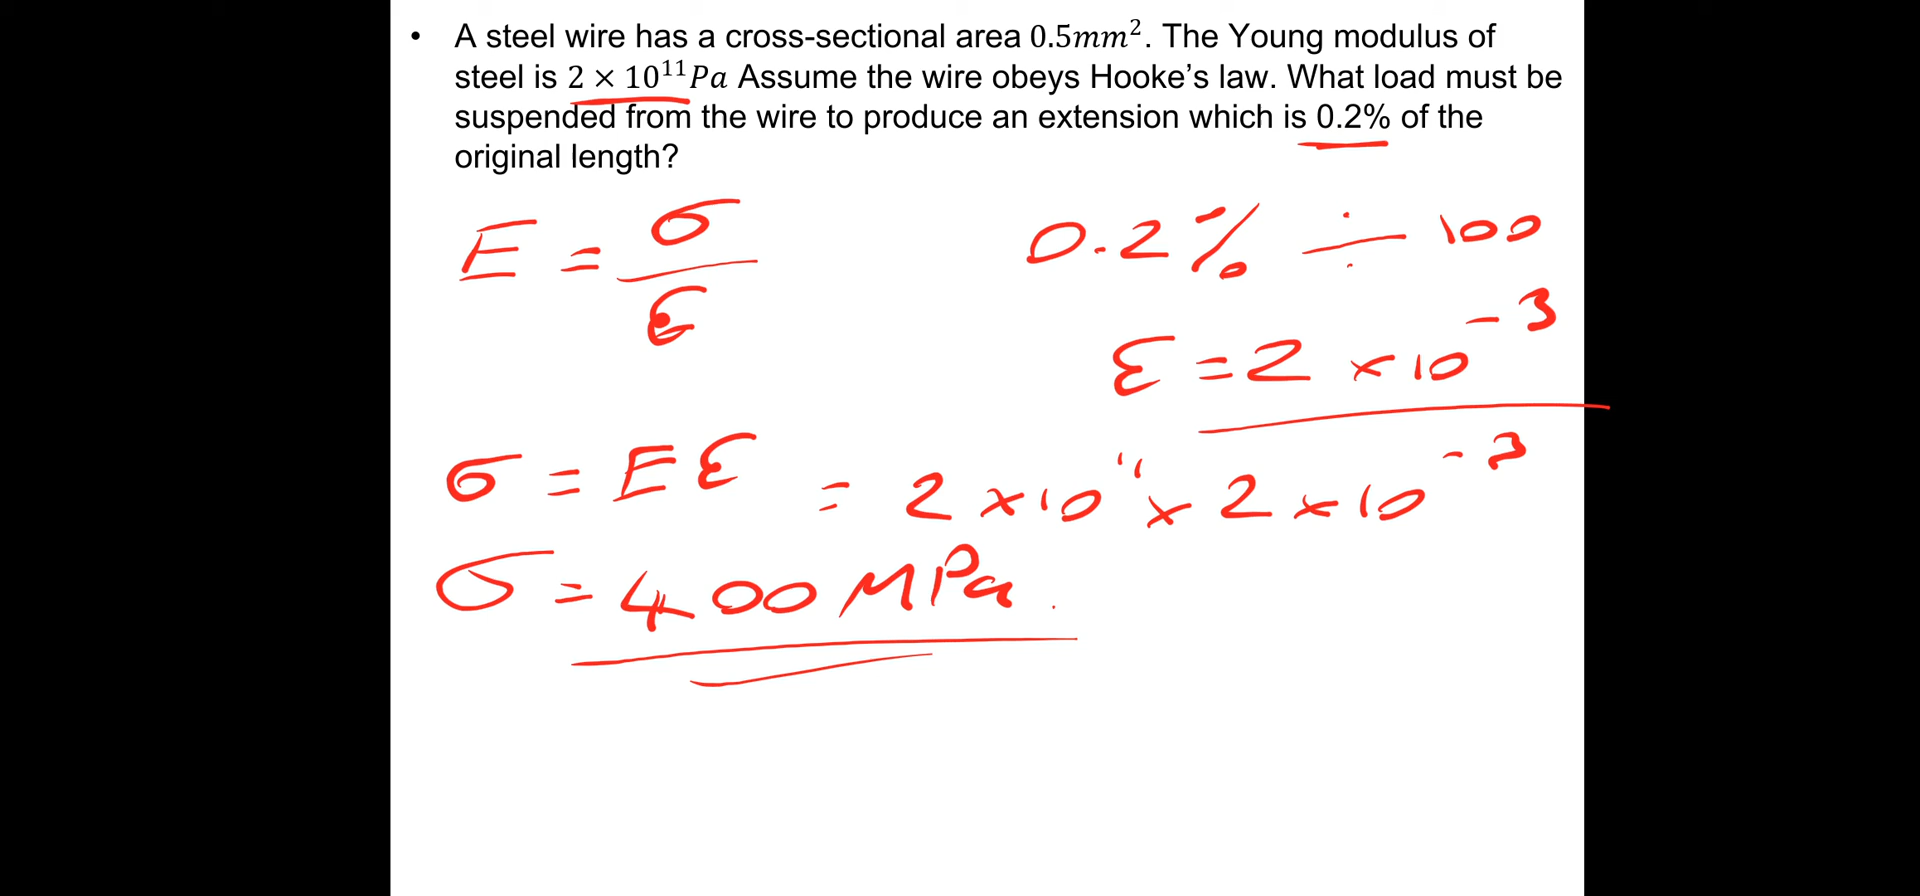 • A steel wire has a cross-sectional area 0.5mm². The Young modulus of
steel is 2 × 10¹¹Pa Assume the wire obeys Hooke’s law. What load must be
suspended from the wire to produce an extension which is 0.2% of the
original length?
E = σ/ε
0.2% ÷ 100
ε = 2 × 10⁻³
σ = Eε = 2 × 10¹¹ × 2 × 10⁻³
σ = 400 MPa.